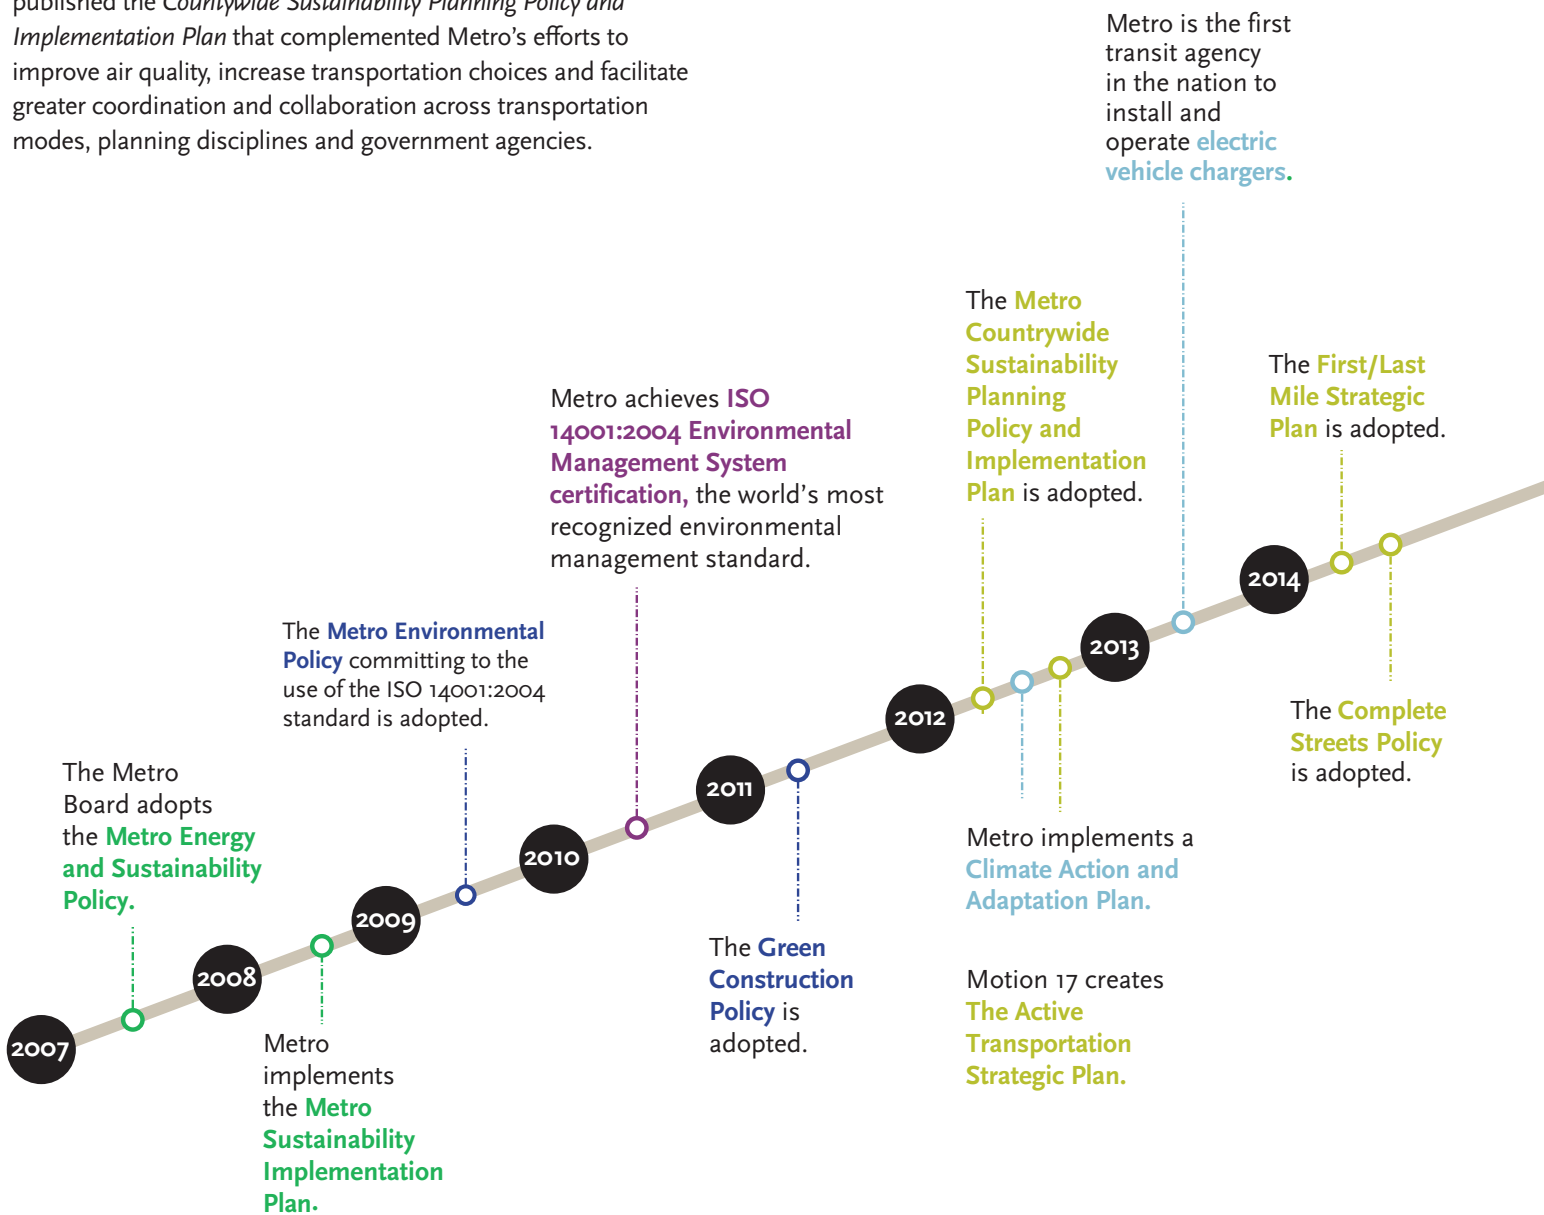 published the Countywide Sustainability Planning Policy and
Implementation Plan that complemented Metro's efforts to
improve air quality, increase transportation choices and facilitate
greater coordination and collaboration across transportation
modes, planning disciplines and government agencies.
Metro is the first
transit agency
in the nation to
install and
operate electric
vehicle chargers.
The Metro
Countrywide
Sustainability
Planning
Policy and
Implementation
Plan is adopted.
The First/Last
Mile Strategic
Plan is adopted.
Metro achieves ISO
14001:2004 Environmental
Management System
certification, the world's most
recognized environmental
management standard.
The Metro Environmental
Policy committing to the
use of the ISO 14001:2004
standard is adopted.
The Metro
Board adopts
the Metro Energy
and Sustainability
Policy.
2007
2008
2009
2010
2011
2012
2013
2014
Metro
implements
the Metro
Sustainability
Implementation
Plan.
The Green
Construction
Policy is
adopted.
Metro implements a
Climate Action and
Adaptation Plan.
Motion 17 creates
The Active
Transportation
Strategic Plan.
The Complete
Streets Policy
is adopted.